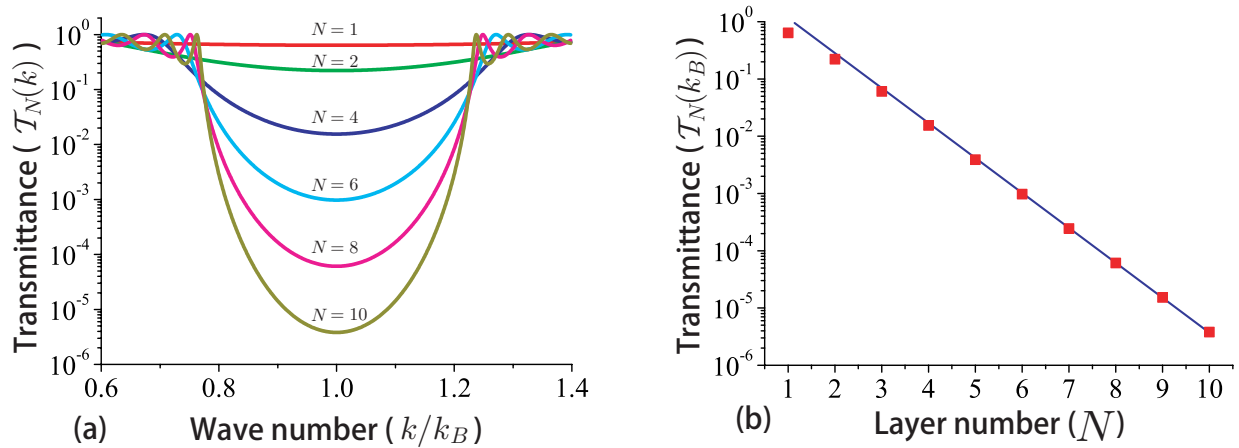 Transmittance ( 𝒯_N(k) )
10^0
10^-1
10^-2
10^-3
10^-4
10^-5
10^-6
N = 1
N = 2
N = 4
N = 6
N = 8
N = 10
0.6 0.8 1.0 1.2 1.4
(a) Wave number ( k/k_B )
Transmittance ( 𝒯_N(k_B) )
10^0
10^-1
10^-2
10^-3
10^-4
10^-5
10^-6
1 2 3 4 5 6 7 8 9 10
(b) Layer number (N)